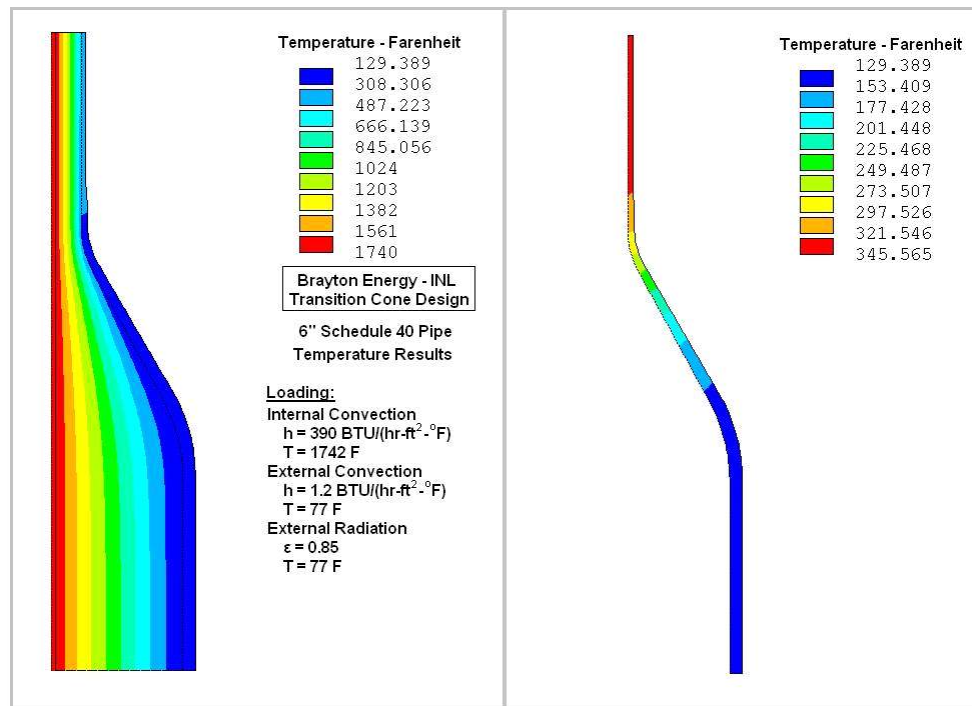 Temperature - Farenheit
129.389
308.306
487.223
666.139
845.056
1024
1203
1382
1561
1740
Brayton Energy - INL
Transition Cone Design
6" Schedule 40 Pipe
Temperature Results
Loading:
Internal Convection
h = 390 BTU/(hr-ft²-°F)
T = 1742 F
External Convection
h = 1.2 BTU/(hr-ft²-°F)
T = 77 F
External Radiation
ε = 0.85
T = 77 F
Temperature - Farenheit
129.389
153.409
177.428
201.448
225.468
249.487
273.507
297.526
321.546
345.565